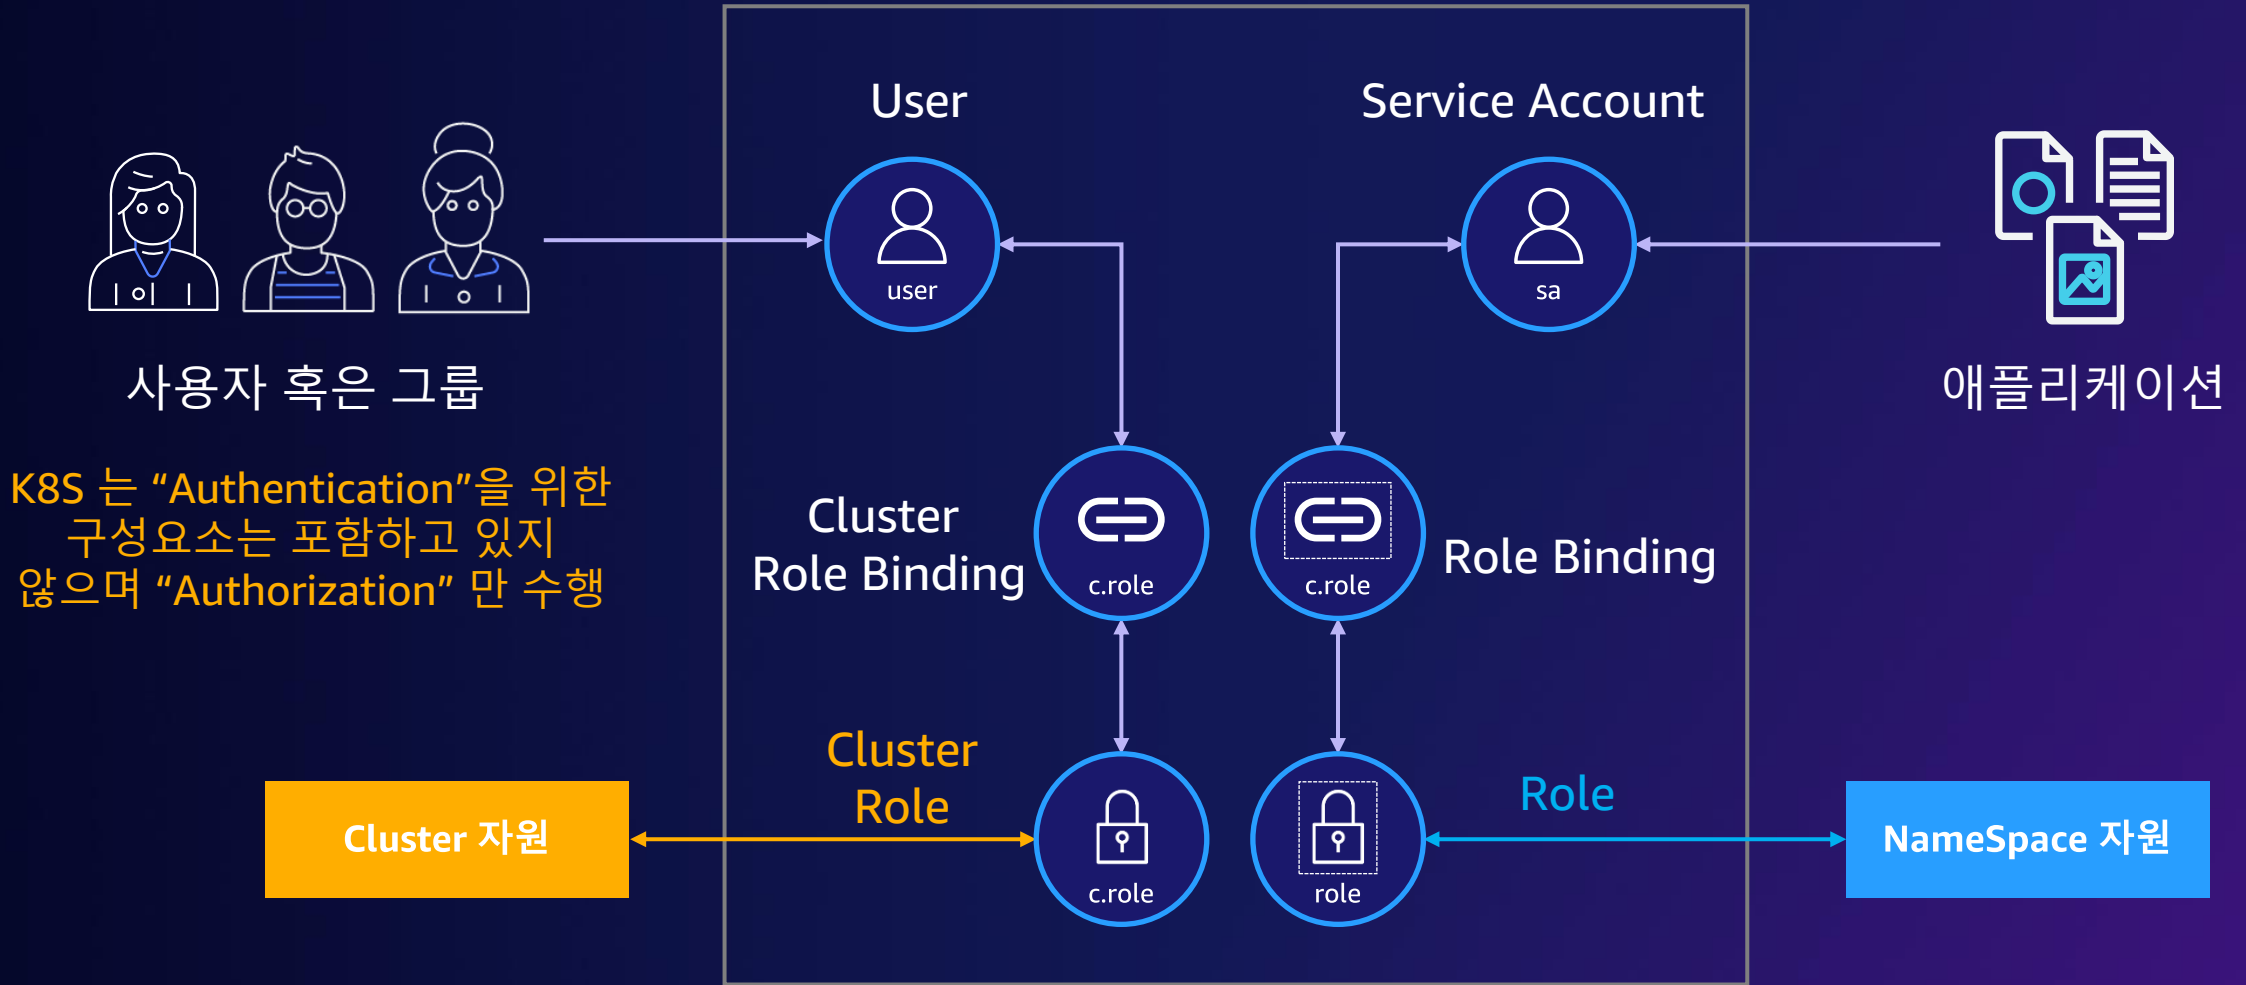 User
Service Account
user
sa
사용자 혹은 그룹
애플리케이션
K8S 는 “Authentication”을 위한
구성요소는 포함하고 있지
않으며 “Authorization” 만 수행
Cluster
Role Binding
c.role
c.role
Role Binding
Cluster
Role
Role
Cluster 자원
c.role
role
NameSpace 자원